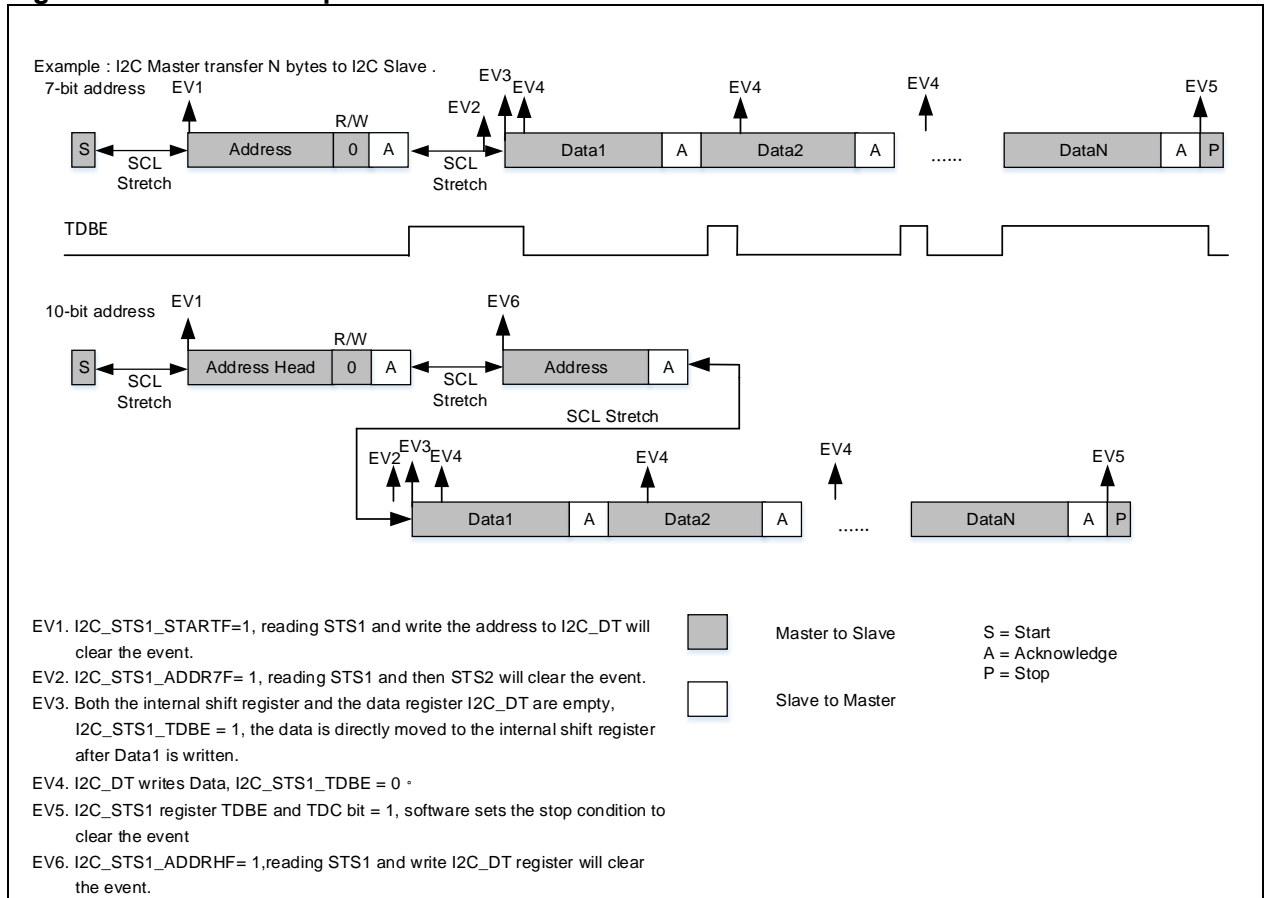 Example : I2C Master transfer N bytes to I2C Slave .
7-bit address
EV1
EV2
EV3
EV4
EV4
EV4
EV5
R/W
S
SCL
Stretch
Address
0
A
SCL
Stretch
Data1
A
Data2
A
......
DataN
A
P
TDBE
10-bit address
EV1
EV6
R/W
S
SCL
Stretch
Address Head
0
A
SCL
Stretch
Address
A
SCL Stretch
EV2
EV3
EV4
EV4
EV4
EV5
Data1
A
Data2
A
......
DataN
A
P
EV1. I2C_STS1_STARTF=1, reading STS1 and write the address to I2C_DT will
clear the event.
EV2. I2C_STS1_ADDR7F= 1, reading STS1 and then STS2 will clear the event.
EV3. Both the internal shift register and the data register I2C_DT are empty,
I2C_STS1_TDBE = 1, the data is directly moved to the internal shift register
after Data1 is written.
EV4. I2C_DT writes Data, I2C_STS1_TDBE = 0 。
EV5. I2C_STS1 register TDBE and TDC bit = 1, software sets the stop condition to
clear the event
EV6. I2C_STS1_ADDRHF= 1,reading STS1 and write I2C_DT register will clear
the event.
Master to Slave
Slave to Master
S = Start
A = Acknowledge
P = Stop